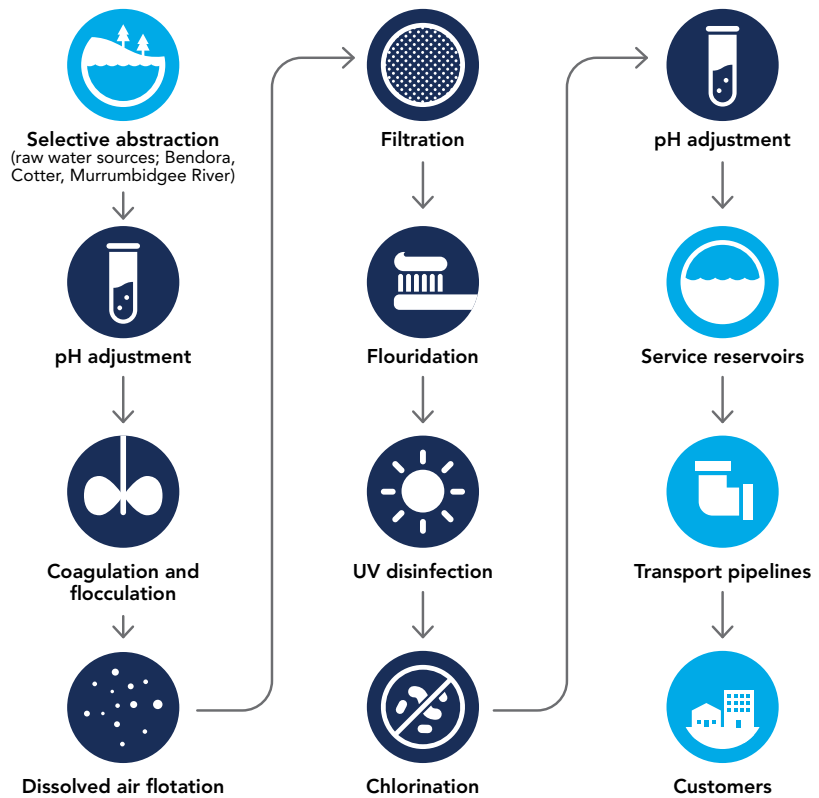 Selective abstraction
(raw water sources; Bendora,
Cotter, Murrumbidgee River)
pH adjustment
Coagulation and
flocculation
Dissolved air flotation
Filtration
Flouridation
UV disinfection
Chlorination
pH adjustment
Service reservoirs
Transport pipelines
Customers